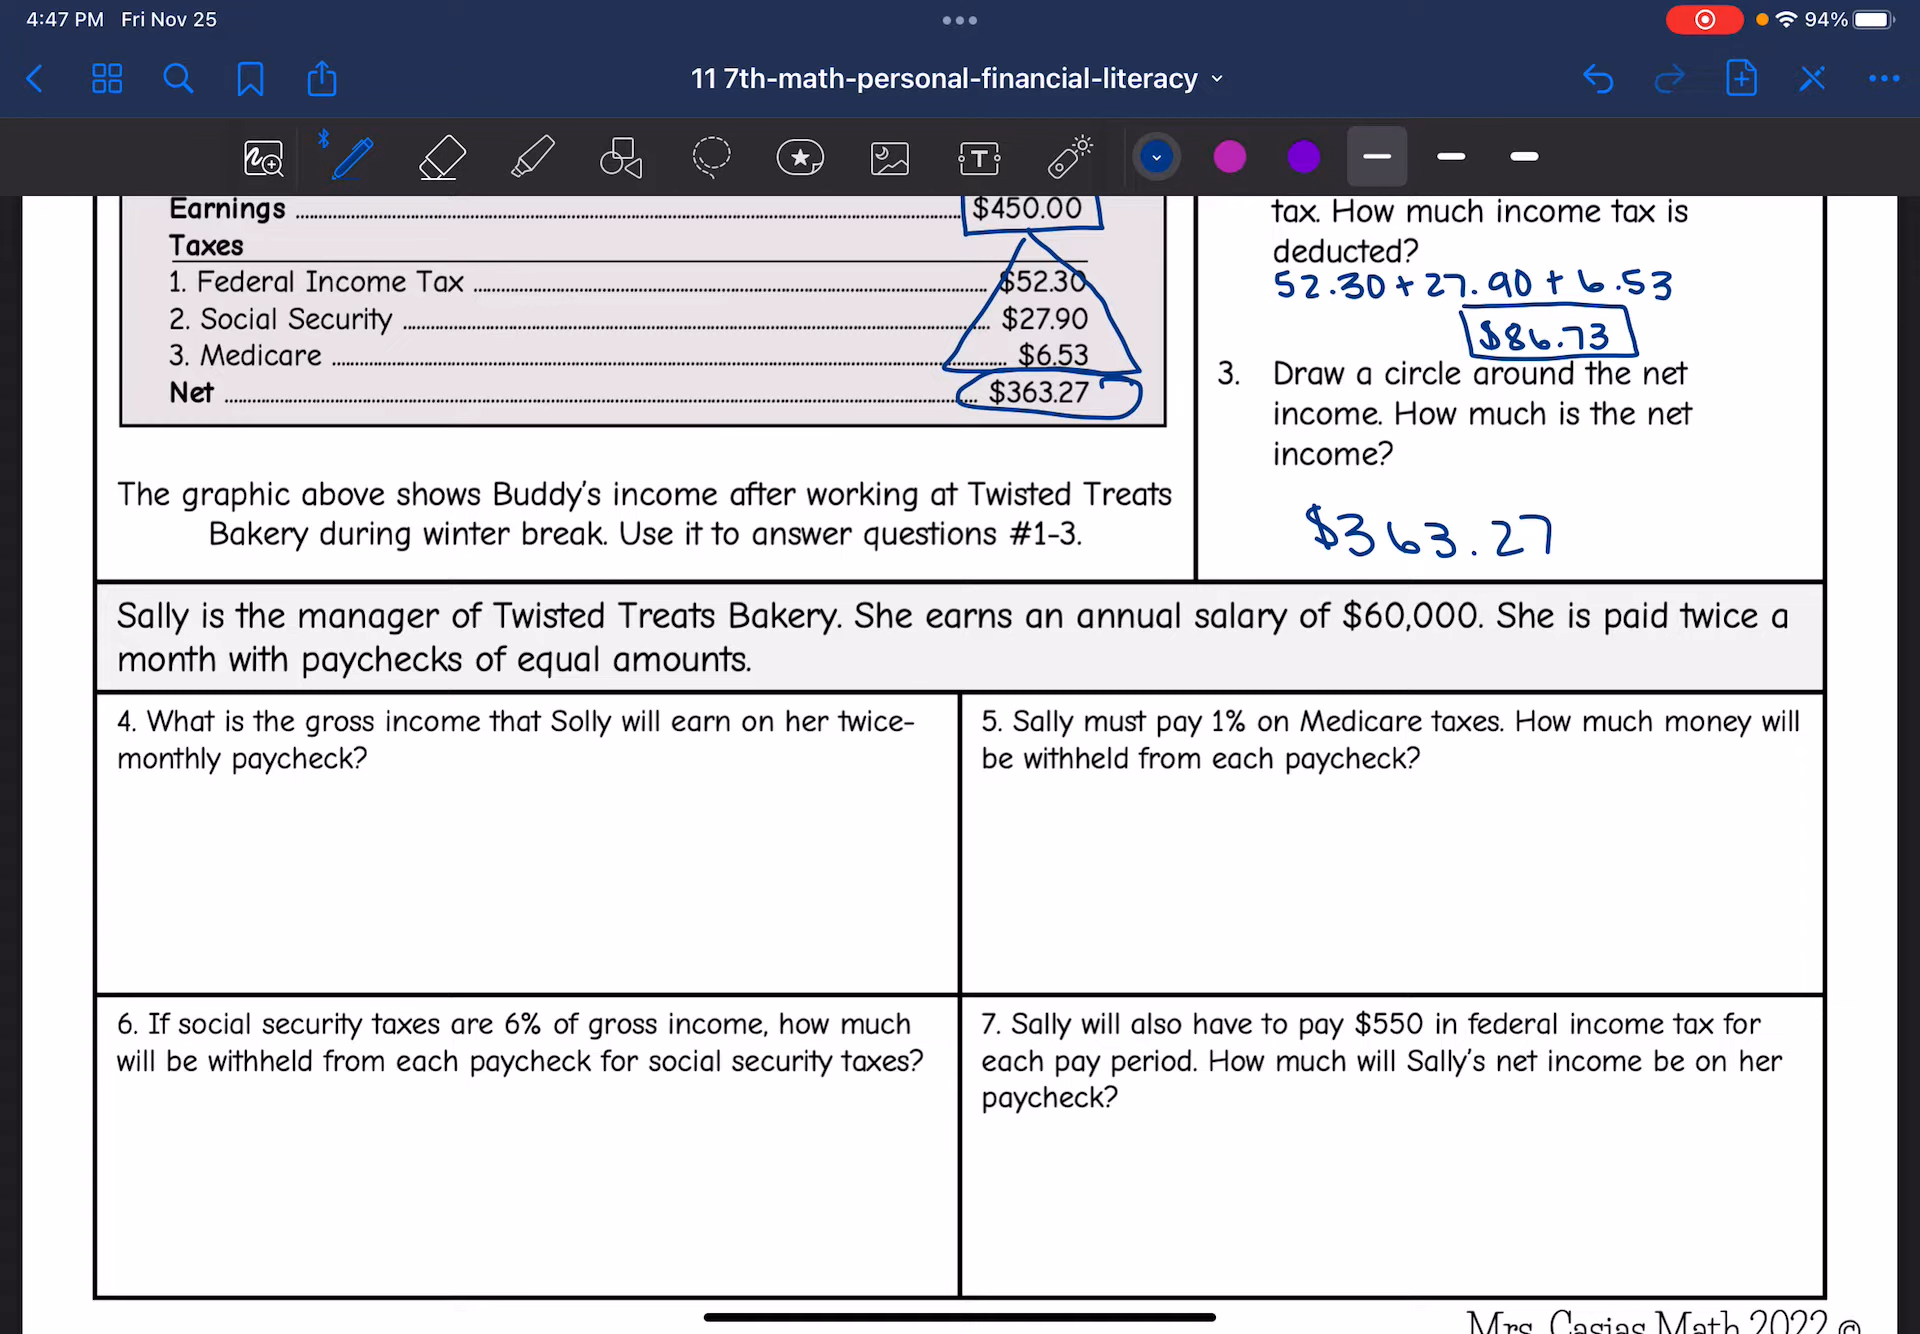 4:47 PM Fri Nov 25
94%
11 7th-math-personal-financial-literacy
T
Earnings $450.00
Taxes
1. Federal Income Tax $52.30
2. Social Security $27.90
3. Medicare $6.53
Net $363.27
The graphic above shows Buddy's income after working at Twisted Treats
Bakery during winter break. Use it to answer questions #1-3.
tax. How much income tax is
deducted?
52.30 + 27.90 + 6.53
$86.73
3. Draw a circle around the net
income. How much is the net
income?
$363.27
Sally is the manager of Twisted Treats Bakery. She earns an annual salary of $60,000. She is paid twice a
month with paychecks of equal amounts.
4. What is the gross income that Solly will earn on her twice-
monthly paycheck?
5. Sally must pay 1% on Medicare taxes. How much money will
be withheld from each paycheck?
6. If social security taxes are 6% of gross income, how much
will be withheld from each paycheck for social security taxes?
7. Sally will also have to pay $550 in federal income tax for
each pay period. How much will Sally's net income be on her
paycheck?
Mrs. Casias Math 2022 ©